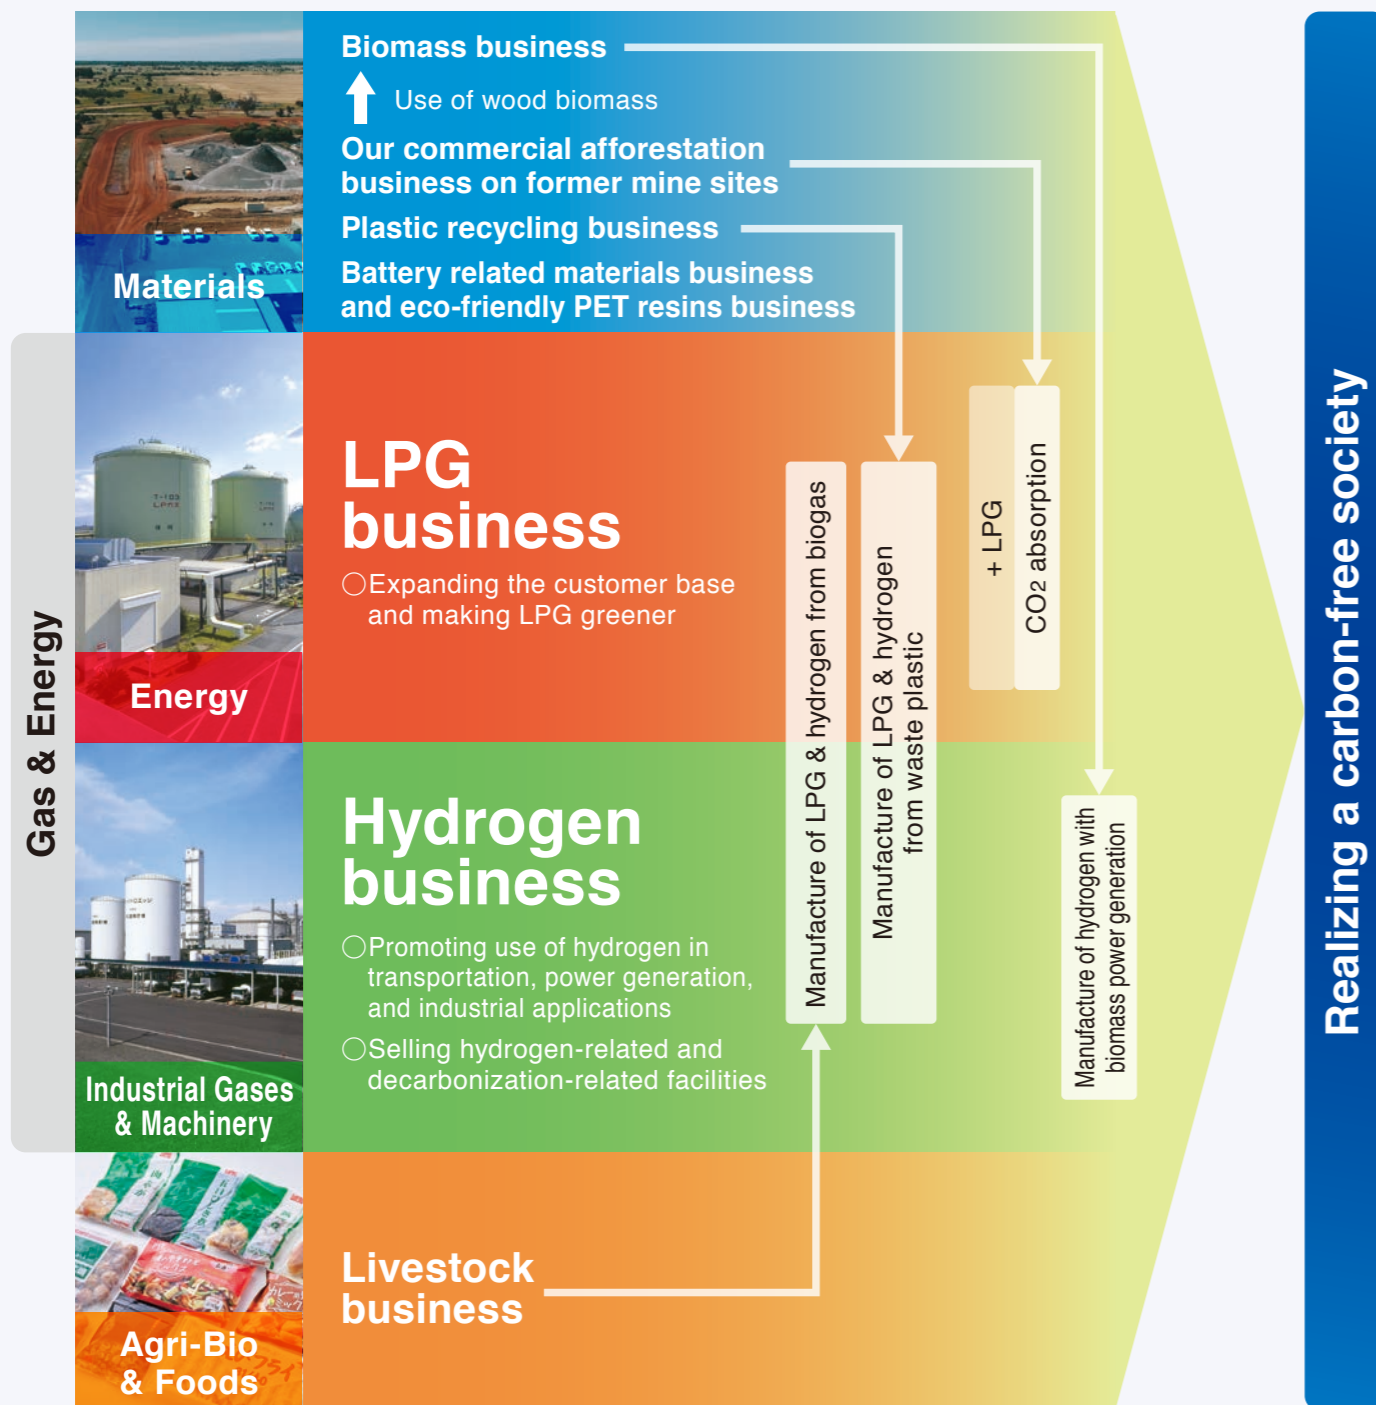 Biomass business
Use of wood biomass
Our commercial afforestation
business on former mine sites
Plastic recycling business
Battery related materials business
and eco-friendly PET resins business
Materials
Gas & Energy
LPG
business
○Expanding the customer base
and making LPG greener
Energy
Hydrogen
business
○Promoting use of hydrogen in
transportation, power generation,
and industrial applications
○Selling hydrogen-related and
decarbonization-related facilities
Industrial Gases
& Machinery
Livestock
business
Agri-Bio
& Foods
Manufacture of LPG & hydrogen from biogas
Manufacture of LPG & hydrogen
from waste plastic
+ LPG
CO2 absorption
Manufacture of hydrogen with
biomass power generation
Realizing a carbon-free society